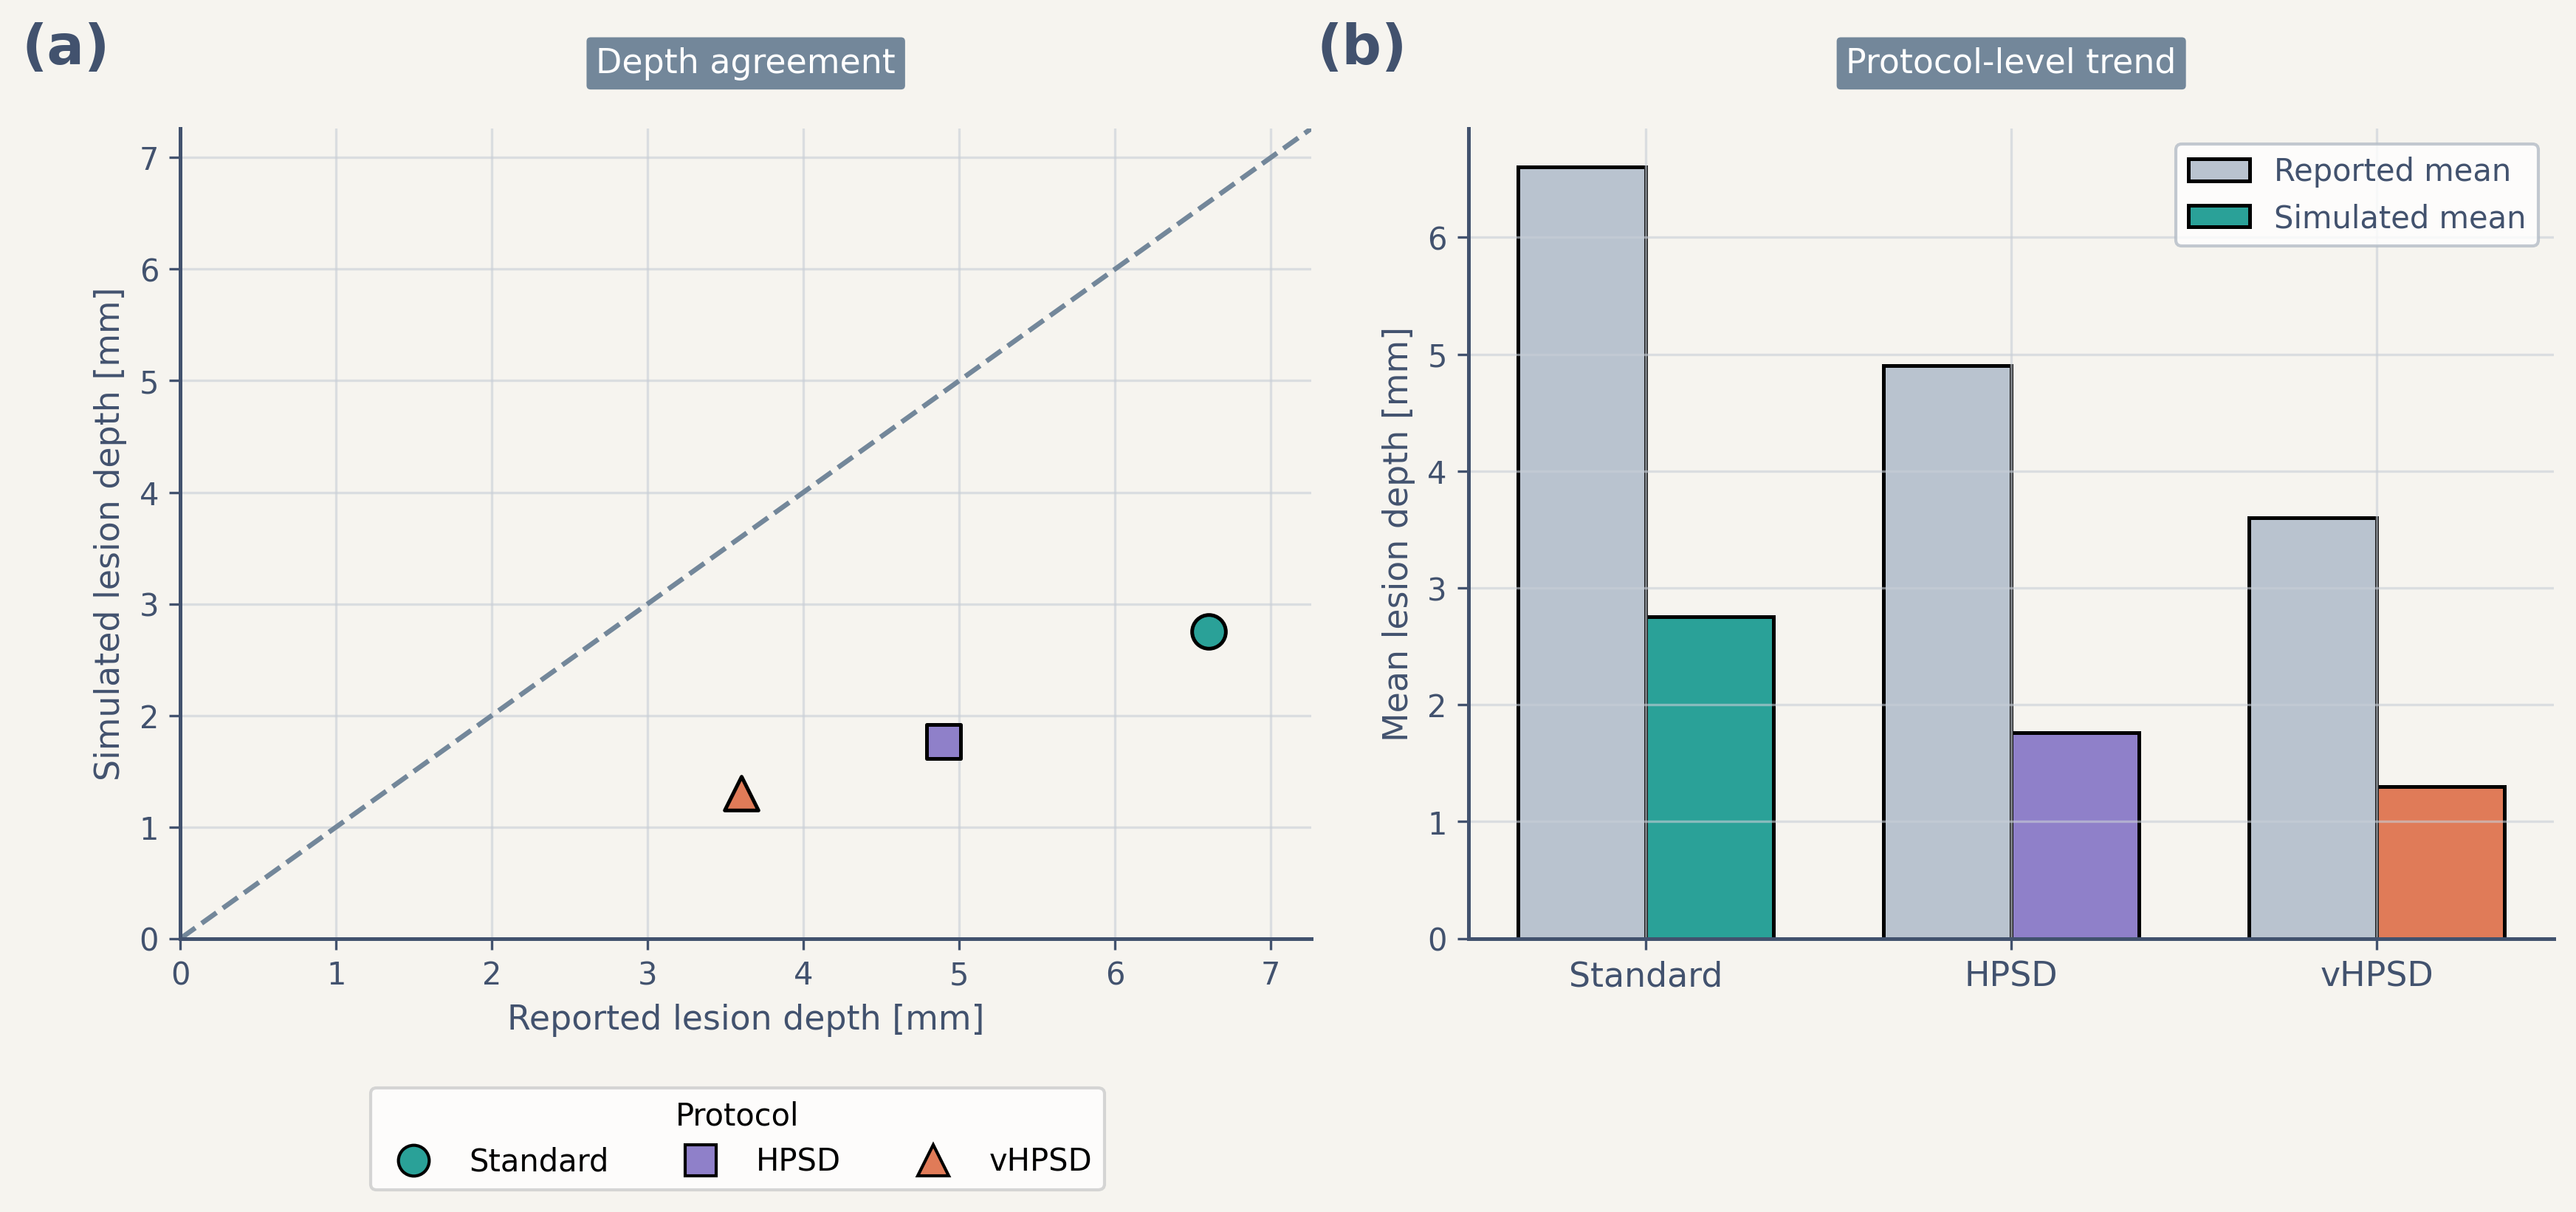 (a)
Depth agreement
Simulated lesion depth [mm]
7
6
5
4
3
2
1
0
0 1 2 3 4 5 6 7
Reported lesion depth [mm]
Protocol
Standard HPSD vHPSD
(b)
Protocol-level trend
Reported mean
Simulated mean
Mean lesion depth [mm]
6
5
4
3
2
1
0
Standard HPSD vHPSD